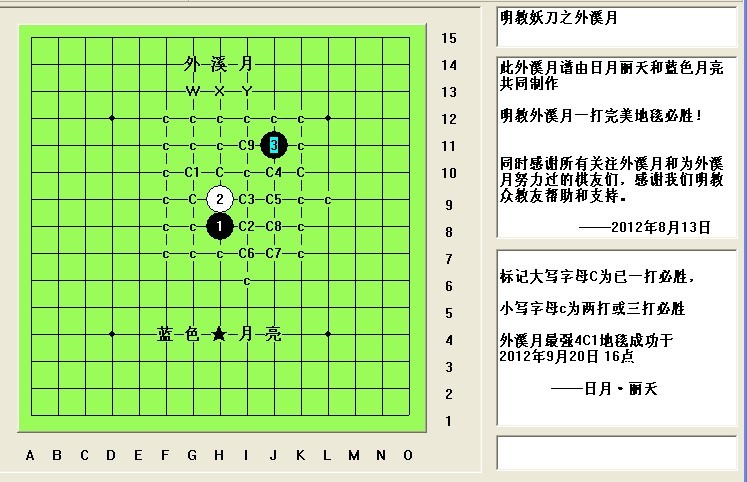 15
外 溪 月 14
W X Y 13
c c c c c c 12
c c c C9 3 c 11
c C1 c c C4 C 10
c C 2 C3 C5 c c 9
c c 1 C2 C8 c 8
c c c C6 C7 c 7
c 6
5
蓝 色 ★ 月 亮 4
3
2
1
A B C D E F G H I J K L M N O
明教妖刀之外溪月
此外溪月谱由日月丽天和蓝色月亮
共同制作
明教外溪月一打完美地毯必胜！
同时感谢所有关注外溪月和为外溪
月努力过的棋友们，感谢我们明教
众教友帮助和支持。
——2012年8月13日
标记大写字母C为已一打必胜，
小写字母c为两打或三打必胜
外溪月最强4C1地毯成功于
2012年9月20日 16点
——日月·丽天